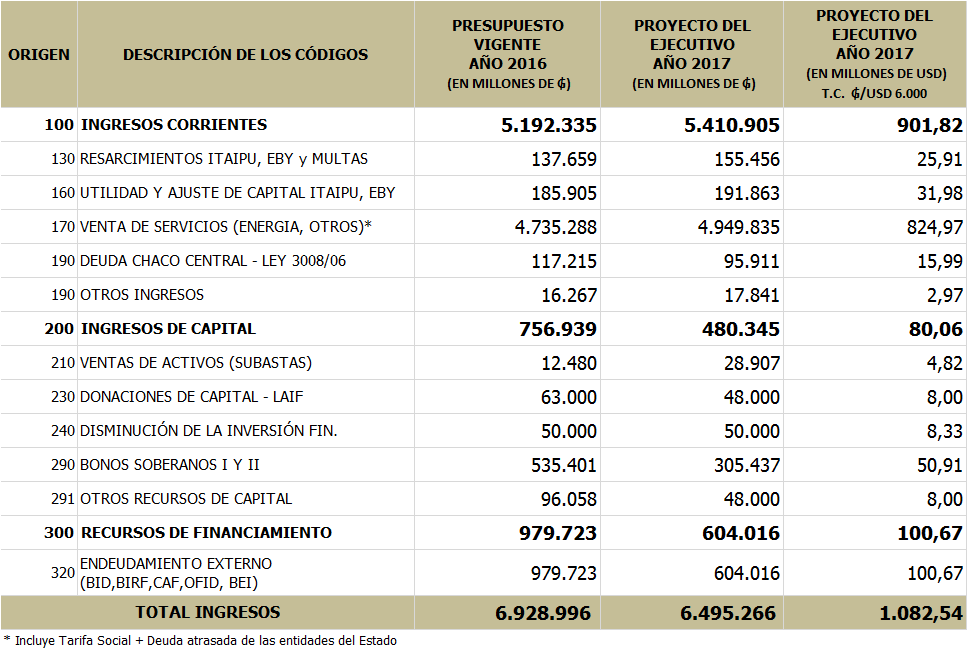 ORIGEN DESCRIPCIÓN DE LOS CÓDIGOS PRESUPUESTO VIGENTE AÑO 2016 (EN MILLONES DE ₲) PROYECTO DEL EJECUTIVO AÑO 2017 (EN MILLONES DE ₲) PROYECTO DEL EJECUTIVO AÑO 2017 (EN MILLONES DE USD) T.C. ₲/USD 6.000
100 INGRESOS CORRIENTES 5.192.335 5.410.905 901,82
130 RESARCIMIENTOS ITAIPU, EBY y MULTAS 137.659 155.456 25,91
160 UTILIDAD Y AJUSTE DE CAPITAL ITAIPU, EBY 185.905 191.863 31,98
170 VENTA DE SERVICIOS (ENERGIA, OTROS)* 4.735.288 4.949.835 824,97
190 DEUDA CHACO CENTRAL - LEY 3008/06 117.215 95.911 15,99
190 OTROS INGRESOS 16.267 17.841 2,97
200 INGRESOS DE CAPITAL 756.939 480.345 80,06
210 VENTAS DE ACTIVOS (SUBASTAS) 12.480 28.907 4,82
230 DONACIONES DE CAPITAL - LAIF 63.000 48.000 8,00
240 DISMINUCIÓN DE LA INVERSIÓN FIN. 50.000 50.000 8,33
290 BONOS SOBERANOS I Y II 535.401 305.437 50,91
291 OTROS RECURSOS DE CAPITAL 96.058 48.000 8,00
300 RECURSOS DE FINANCIAMIENTO 979.723 604.016 100,67
320 ENDEUDAMIENTO EXTERNO (BID,BIRF,CAF,OFID, BEI) 979.723 604.016 100,67
TOTAL INGRESOS 6.928.996 6.495.266 1.082,54
* Incluye Tarifa Social + Deuda atrasada de las entidades del Estado